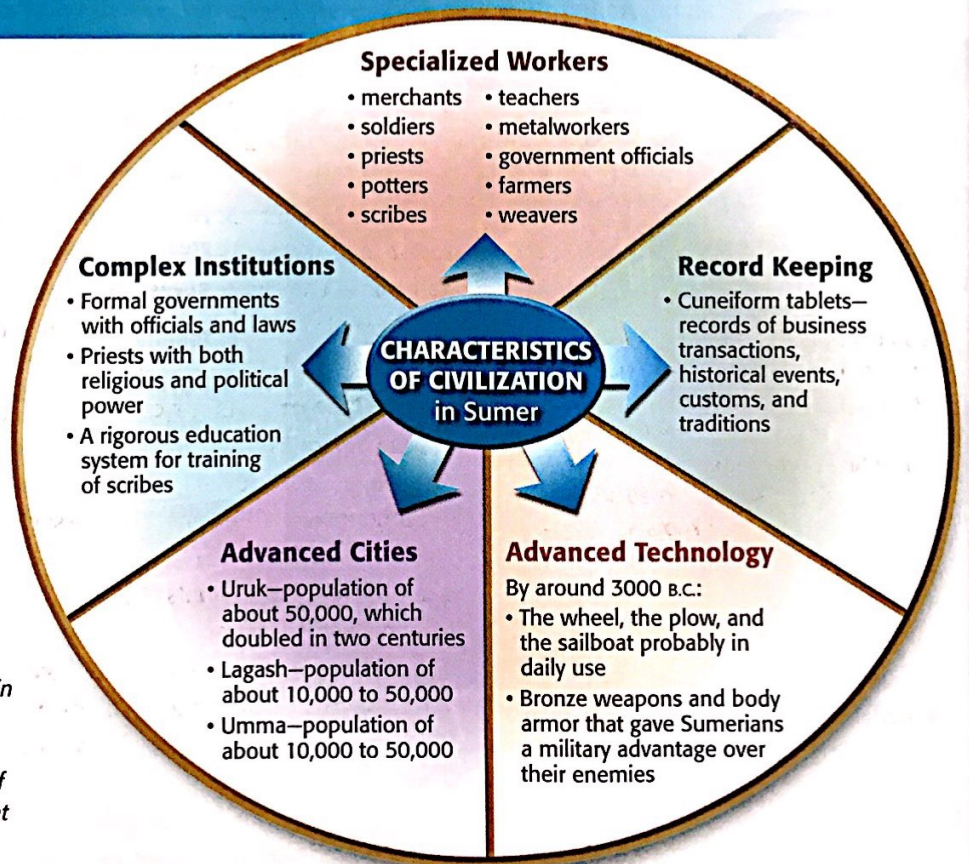 Specialized Workers
• merchants
• soldiers
• priests
• potters
• scribes
• teachers
• metalworkers
• government officials
• farmers
• weavers
Complex Institutions
• Formal governments
with officials and laws
• Priests with both
religious and political
power
• A rigorous education
system for training
of scribes
CHARACTERISTICS
OF CIVILIZATION
in Sumer
Record Keeping
• Cuneiform tablets—
records of business
transactions,
historical events,
customs, and
traditions
Advanced Cities
• Uruk—population of
about 50,000, which
doubled in two centuries
• Lagash—population of
about 10,000 to 50,000
• Umma—population of
about 10,000 to 50,000
Advanced Technology
By around 3000 B.C.:
• The wheel, the plow, and
the sailboat probably in
daily use
• Bronze weapons and body
armor that gave Sumerians
a military advantage over
their enemies